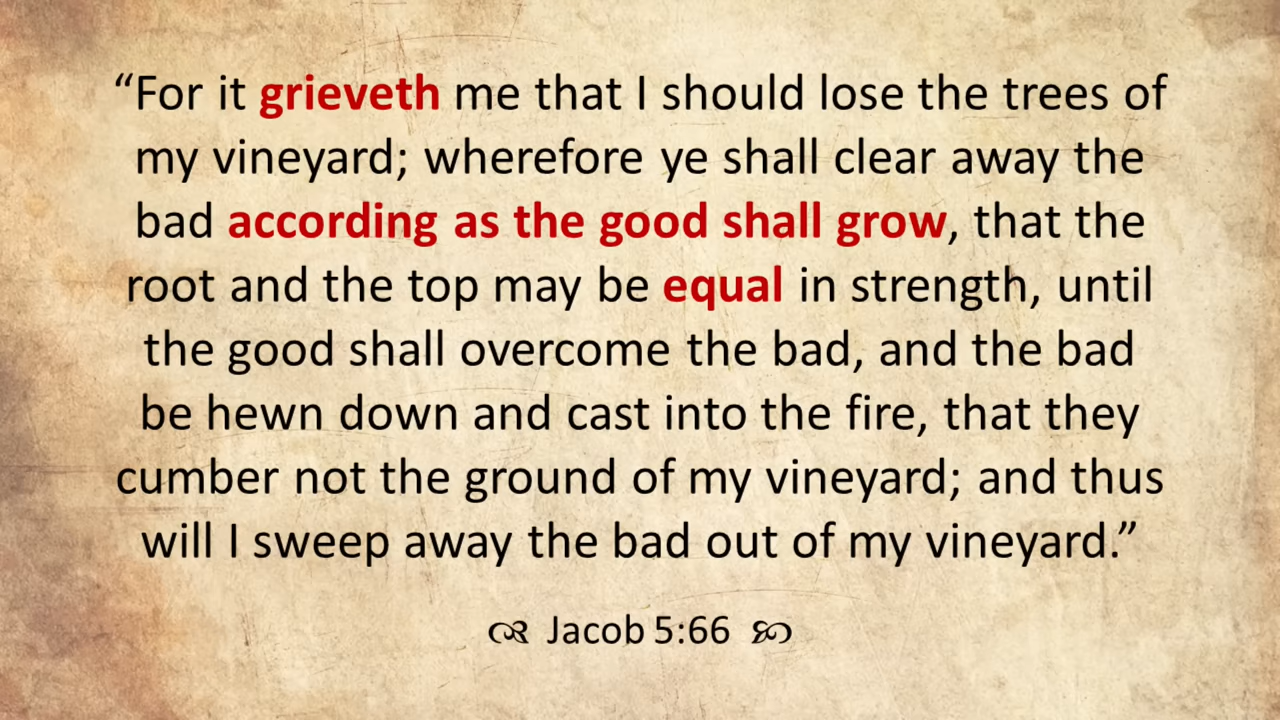 “For it grieveth me that I should lose the trees of
my vineyard; wherefore ye shall clear away the
bad according as the good shall grow, that the
root and the top may be equal in strength, until
the good shall overcome the bad, and the bad
be hewn down and cast into the fire, that they
cumber not the ground of my vineyard; and thus
will I sweep away the bad out of my vineyard.”
Jacob 5:66